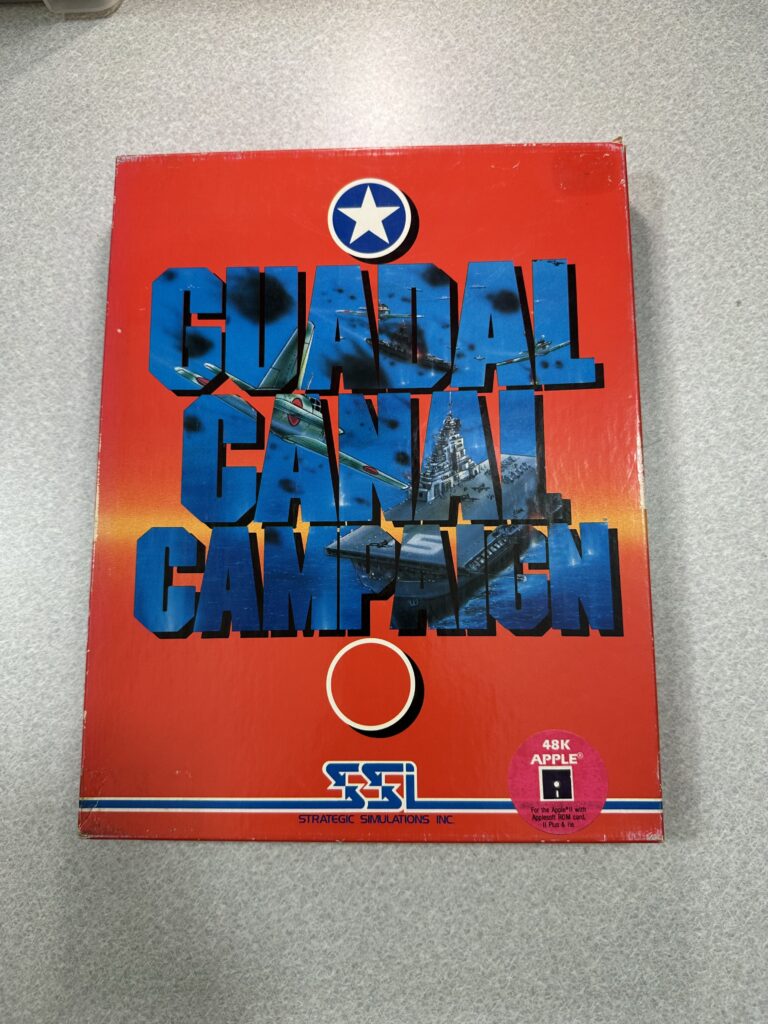 GUADAL
CANAL
CAMPAIGN
5
SSI
STRATEGIC SIMULATIONS INC.
48K
APPLE®
For the Apple® II with
Applesoft ROM card,
II Plus & IIe